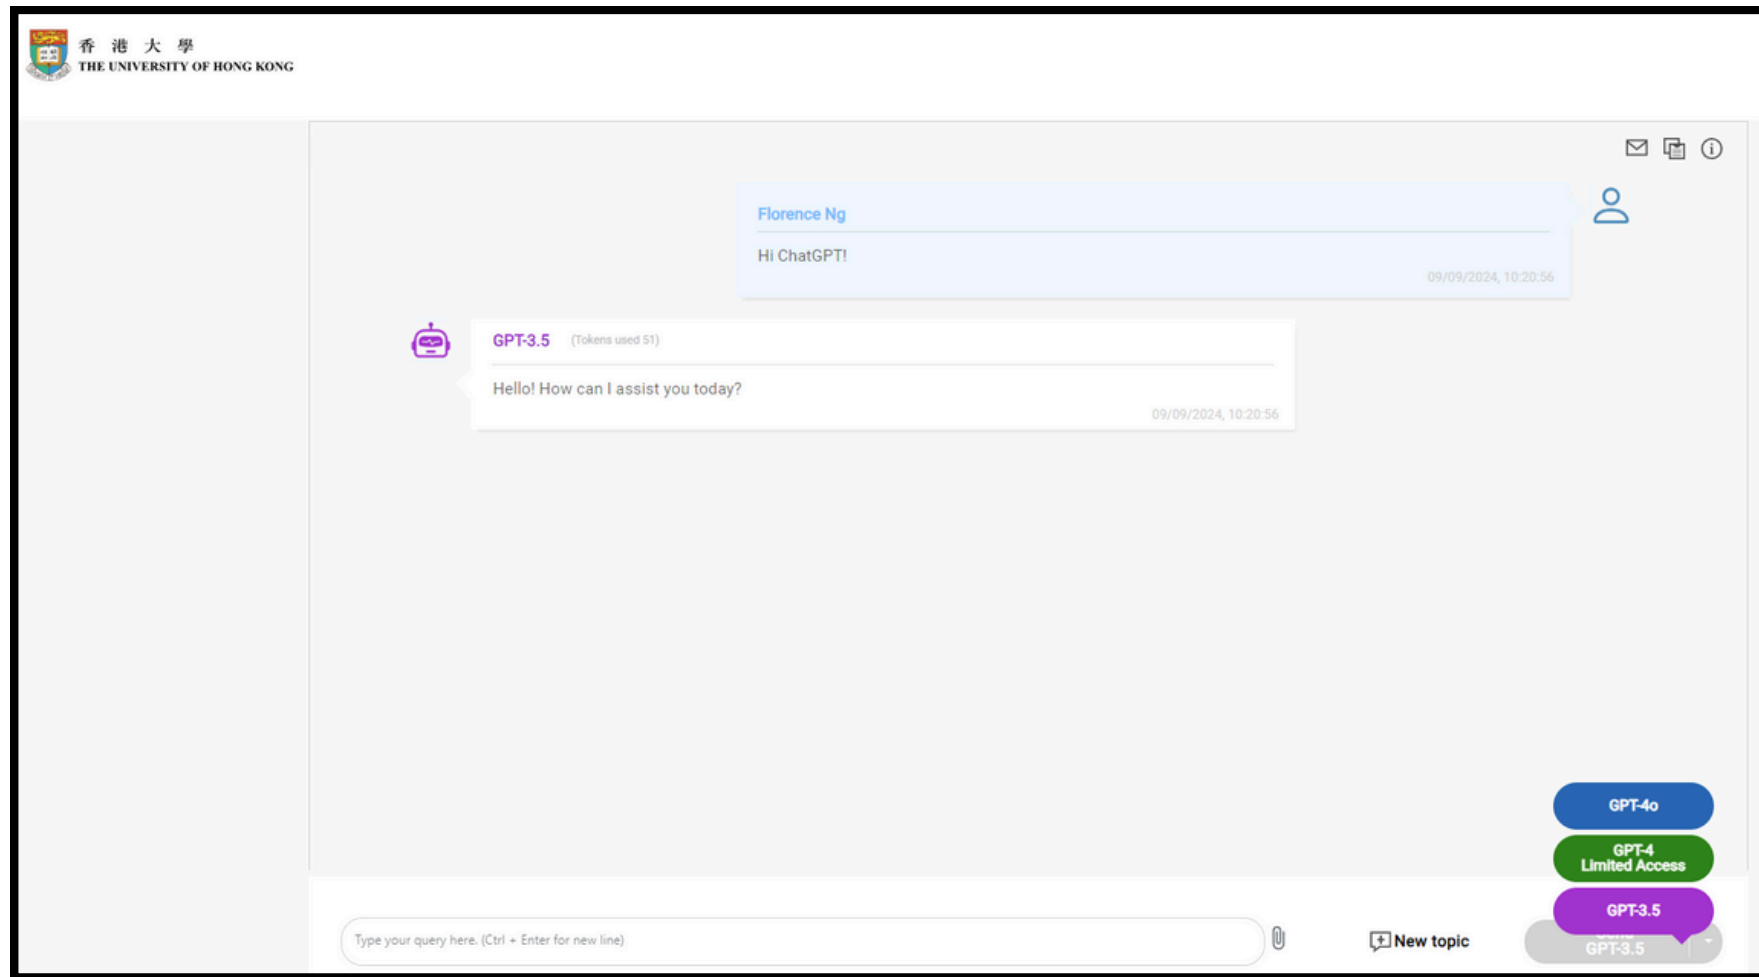 香港大學
THE UNIVERSITY OF HONG KONG
Florence Ng
Hi ChatGPT!
09/09/2024, 10:20:56
GPT-3.5 (Tokens used 51)
Hello! How can I assist you today?
09/09/2024, 10:20:56
GPT-4o
GPT-4
Limited Access
GPT-3.5
Type your query here. (Ctrl + Enter for new line)
New topic
GPT-3.5